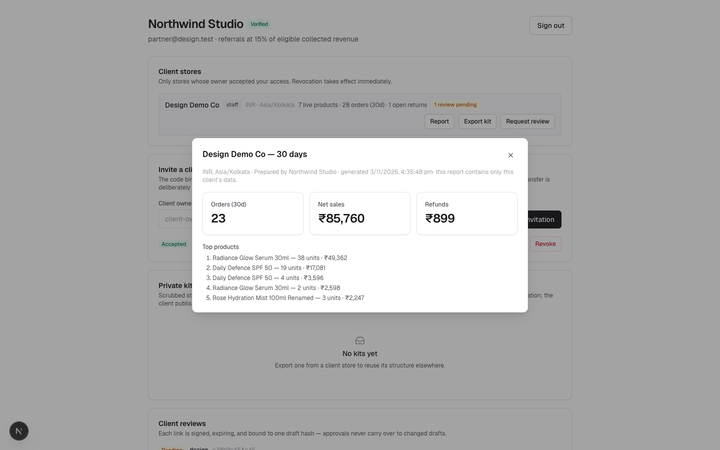 Northwind Studio Verified
Sign out
partner@design.test · referrals at 15% of eligible collected revenue
Client stores
Only stores whose owner accepted your access. Revocation takes effect immediately.
Design Demo Co staff INR · Asia/Kolkata 7 live products · 28 orders (30d) · 1 open returns 1 review pending
Report Export kit Request review
Invite a cli
The code bin
nsfer is
deliberately
Client owne
client-ow
nvitation
Accepted
Revoke
Design Demo Co — 30 days
INR, Asia/Kolkata · Prepared by Northwind Studio · generated 3/11/2026, 4:35:48 pm· this report contains only this
client's data.
Orders (30d) Net sales Refunds
23 ₹85,760 ₹899
Top products
1. Radiance Glow Serum 30ml — 38 units · ₹49,362
2. Daily Defence SPF 50 — 19 units · ₹17,081
3. Daily Defence SPF 50 — 4 units · ₹3,596
4. Radiance Glow Serum 30ml — 2 units · ₹2,598
5. Rose Hydration Mist 100ml Renamed — 3 units · ₹2,247
Private kit
Scrubbed st
tion; the
client publis
No kits yet
Export one from a client store to reuse its structure elsewhere.
Client reviews
Each link is signed, expiring, and bound to one draft hash — approvals never carry over to changed drafts.
N